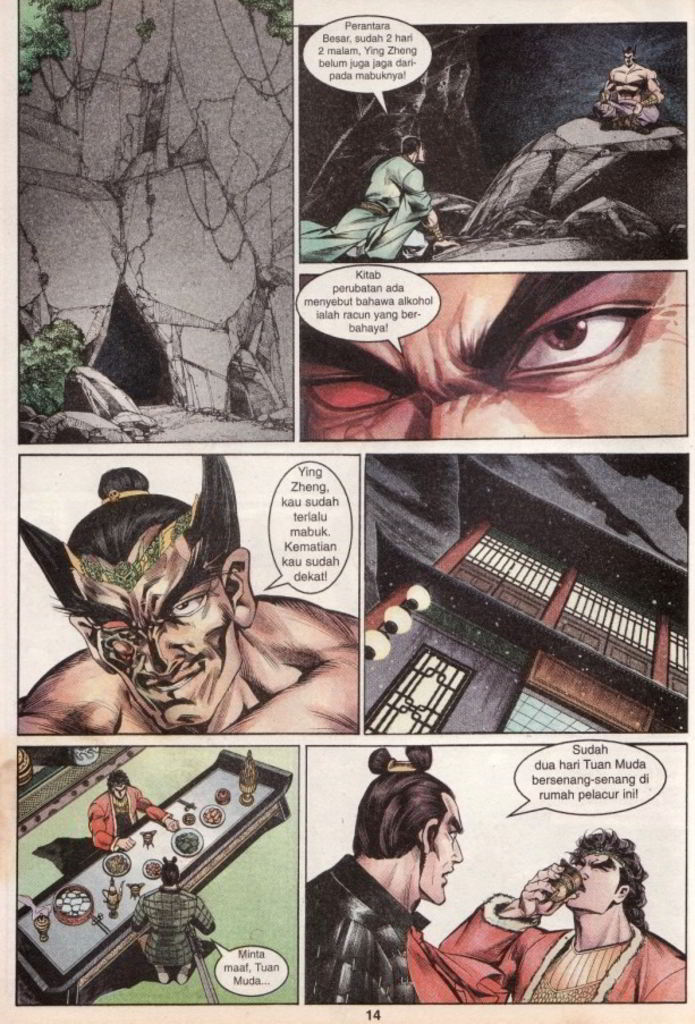 Perantara
Besar, sudah 2 hari
2 malam, Ying Zheng
belum juga jaga dari-
pada mabuknya!
Kitab
perubatan ada
menyebut bahawa alkohol
ialah racun yang ber-
bahaya!
Ying
Zheng,
kau sudah
terlalu
mabuk.
Kematian
kau sudah
dekat!
Minta
maaf, Tuan
Muda...
Sudah
dua hari Tuan Muda
bersenang-senang di
rumah pelacur ini!
14